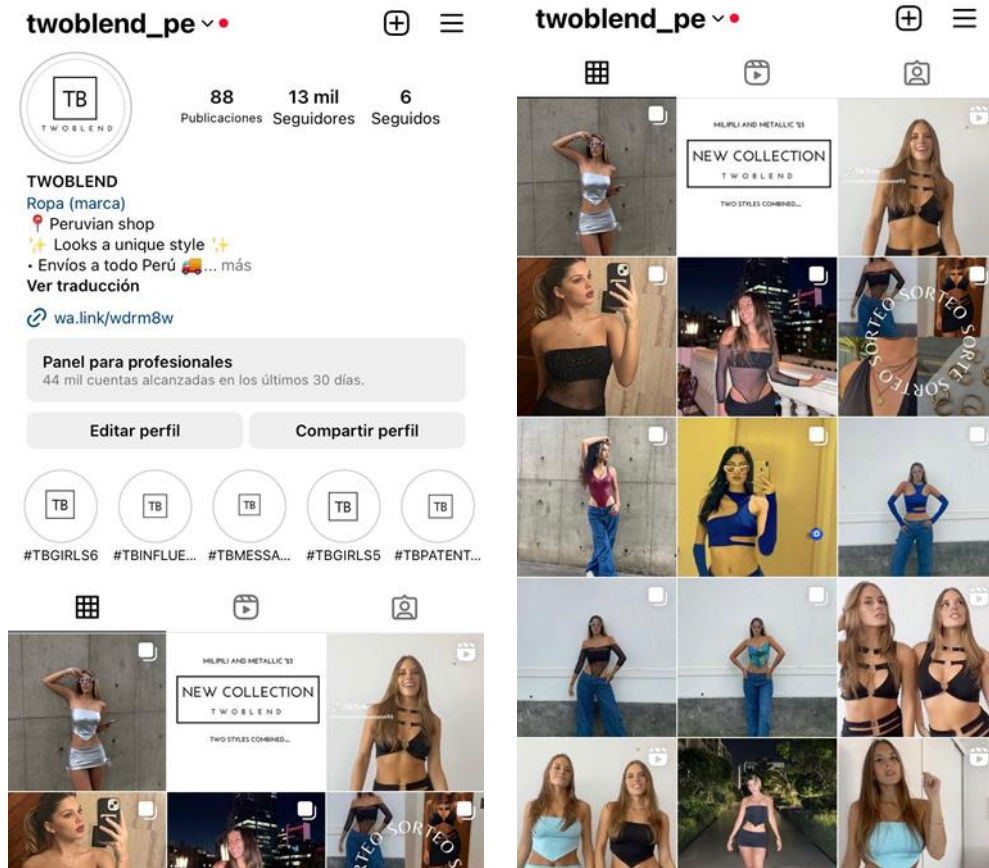 twoblend_pe
TB
TWOBLEND
88
Publicaciones
13 mil
Seguidores
6
Seguidos
TWOBLEND
Ropa (marca)
📍 Peruvian shop
✨ Looks a unique style ✨
• Envíos a todo Perú 🚚... más
Ver traducción
wa.link/wdrm8w
Panel para profesionales
44 mil cuentas alcanzadas en los últimos 30 días.
Editar perfil
Compartir perfil
TB
TB
TB
TB
TB
#TBGIRLS6
#TBINFLUE...
#TBMESSA...
#TBGIRLS5
#TBPATENT...
MILIPILI AND METALLIC '23
NEW COLLECTION
TWOBLEND
TWO STYLES COMBINED...
TikTok
SORTEO SORTEO
twoblend_pe
MILIPILI AND METALLIC '23
NEW COLLECTION
TWOBLEND
TWO STYLES COMBINED...
TikTok
SORTEO SORTEO SORTE SORTEO